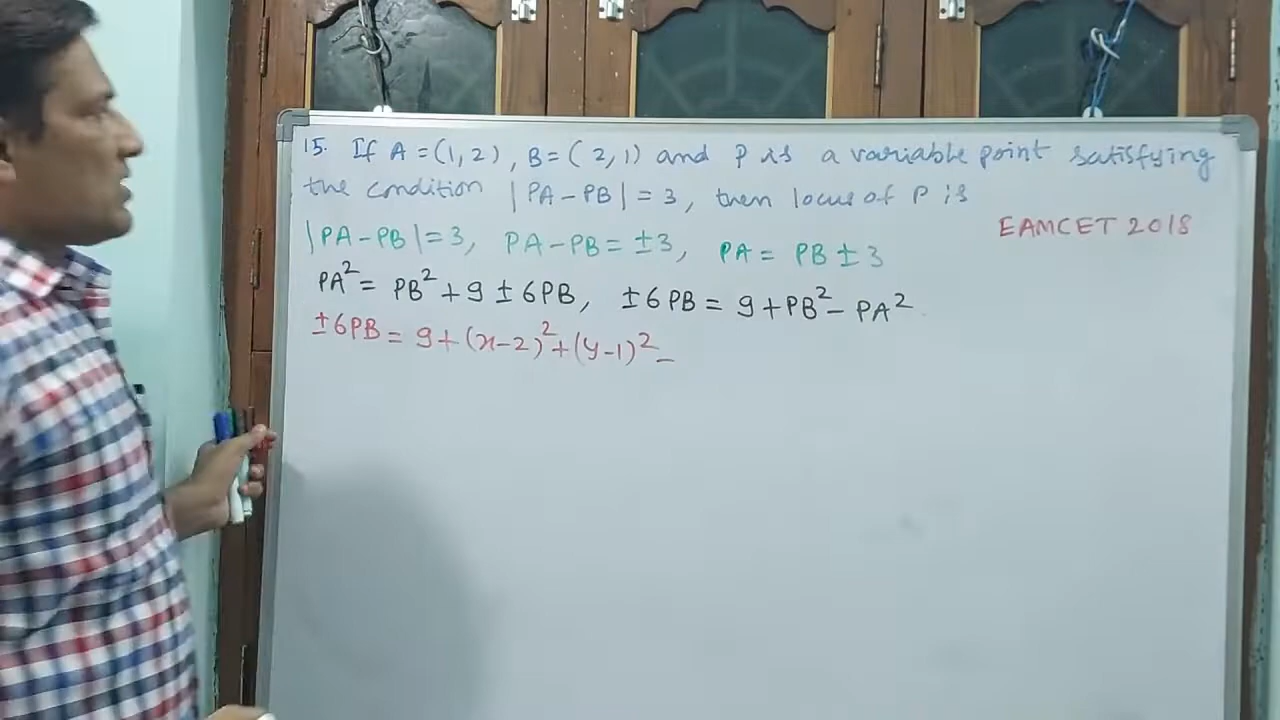 15. If A = (1, 2), B = (2, 1) and P is a variable point satisfying
the condition |PA - PB| = 3, then locus of P is
EAMCET 2018
|PA - PB| = 3, PA - PB = ±3, PA = PB ± 3
PA² = PB² + 9 ± 6PB, ±6PB = 9 + PB² - PA²
±6PB = 9 + (x-2)² + (y-1)² -